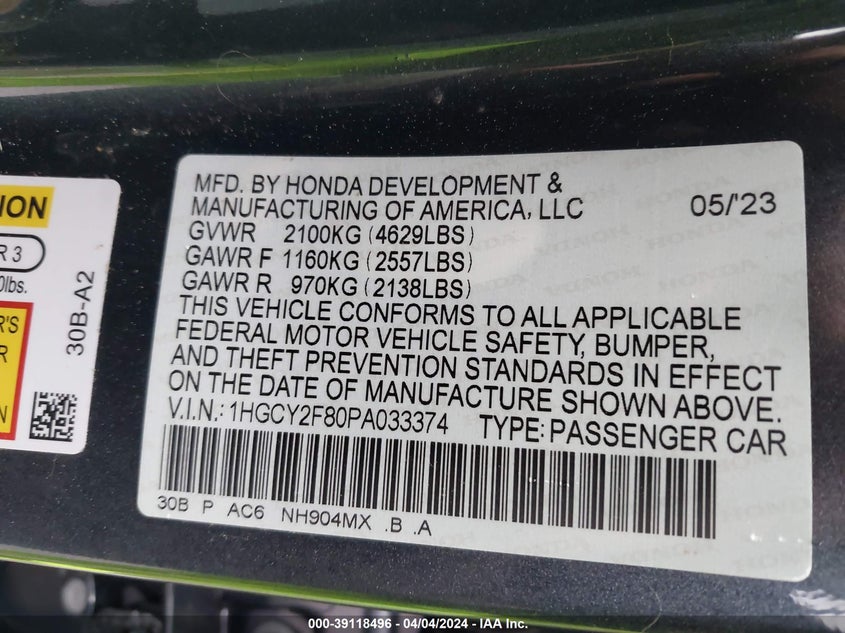 MFD. BY HONDA DEVELOPMENT &
MANUFACTURING OF AMERICA, LLC 05/'23
GVWR 2100KG (4629LBS)
GAWR F 1160KG (2557LBS)
GAWR R 970KG (2138LBS)
THIS VEHICLE CONFORMS TO ALL APPLICABLE
FEDERAL MOTOR VEHICLE SAFETY, BUMPER,
AND THEFT PREVENTION STANDARDS IN EFFECT
ON THE DATE OF MANUFACTURE SHOWN ABOVE.
V.I.N.: 1HGCY2F80PA033374 TYPE: PASSENGER CAR
30B P AC6 NH904MX .B .A
30B-A2
000-39118496 - 04/04/2024 - IAA Inc.